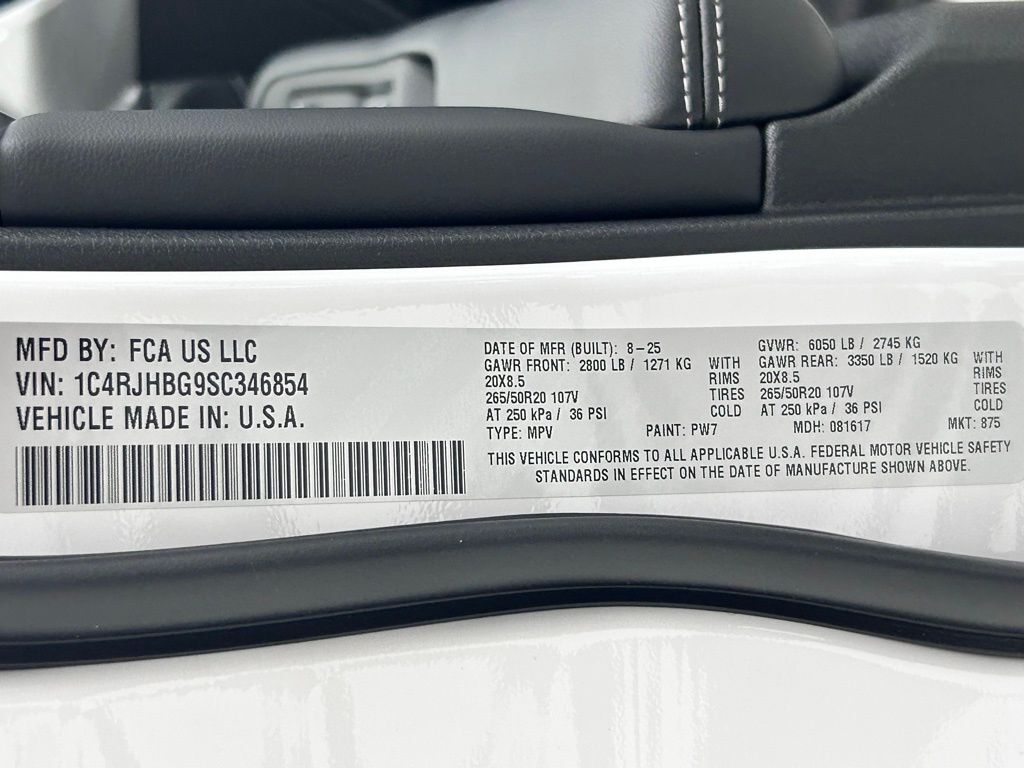 MFD BY: FCA US LLC
VIN: 1C4RJHBG9SC346854
VEHICLE MADE IN: U.S.A.
DATE OF MFR (BUILT): 8-25
GAWR FRONT: 2800 LB / 1271 KG WITH
20X8.5 RIMS
265/50R20 107V TIRES
AT 250 kPa / 36 PSI COLD
GVWR: 6050 LB / 2745 KG
GAWR REAR: 3350 LB / 1520 KG WITH
20X8.5 RIMS
265/50R20 107V TIRES
AT 250 kPa / 36 PSI COLD
TYPE: MPV PAINT: PW7 MDH: 081617 MKT: 875
THIS VEHICLE CONFORMS TO ALL APPLICABLE U.S.A. FEDERAL MOTOR VEHICLE SAFETY
STANDARDS IN EFFECT ON THE DATE OF MANUFACTURE SHOWN ABOVE.